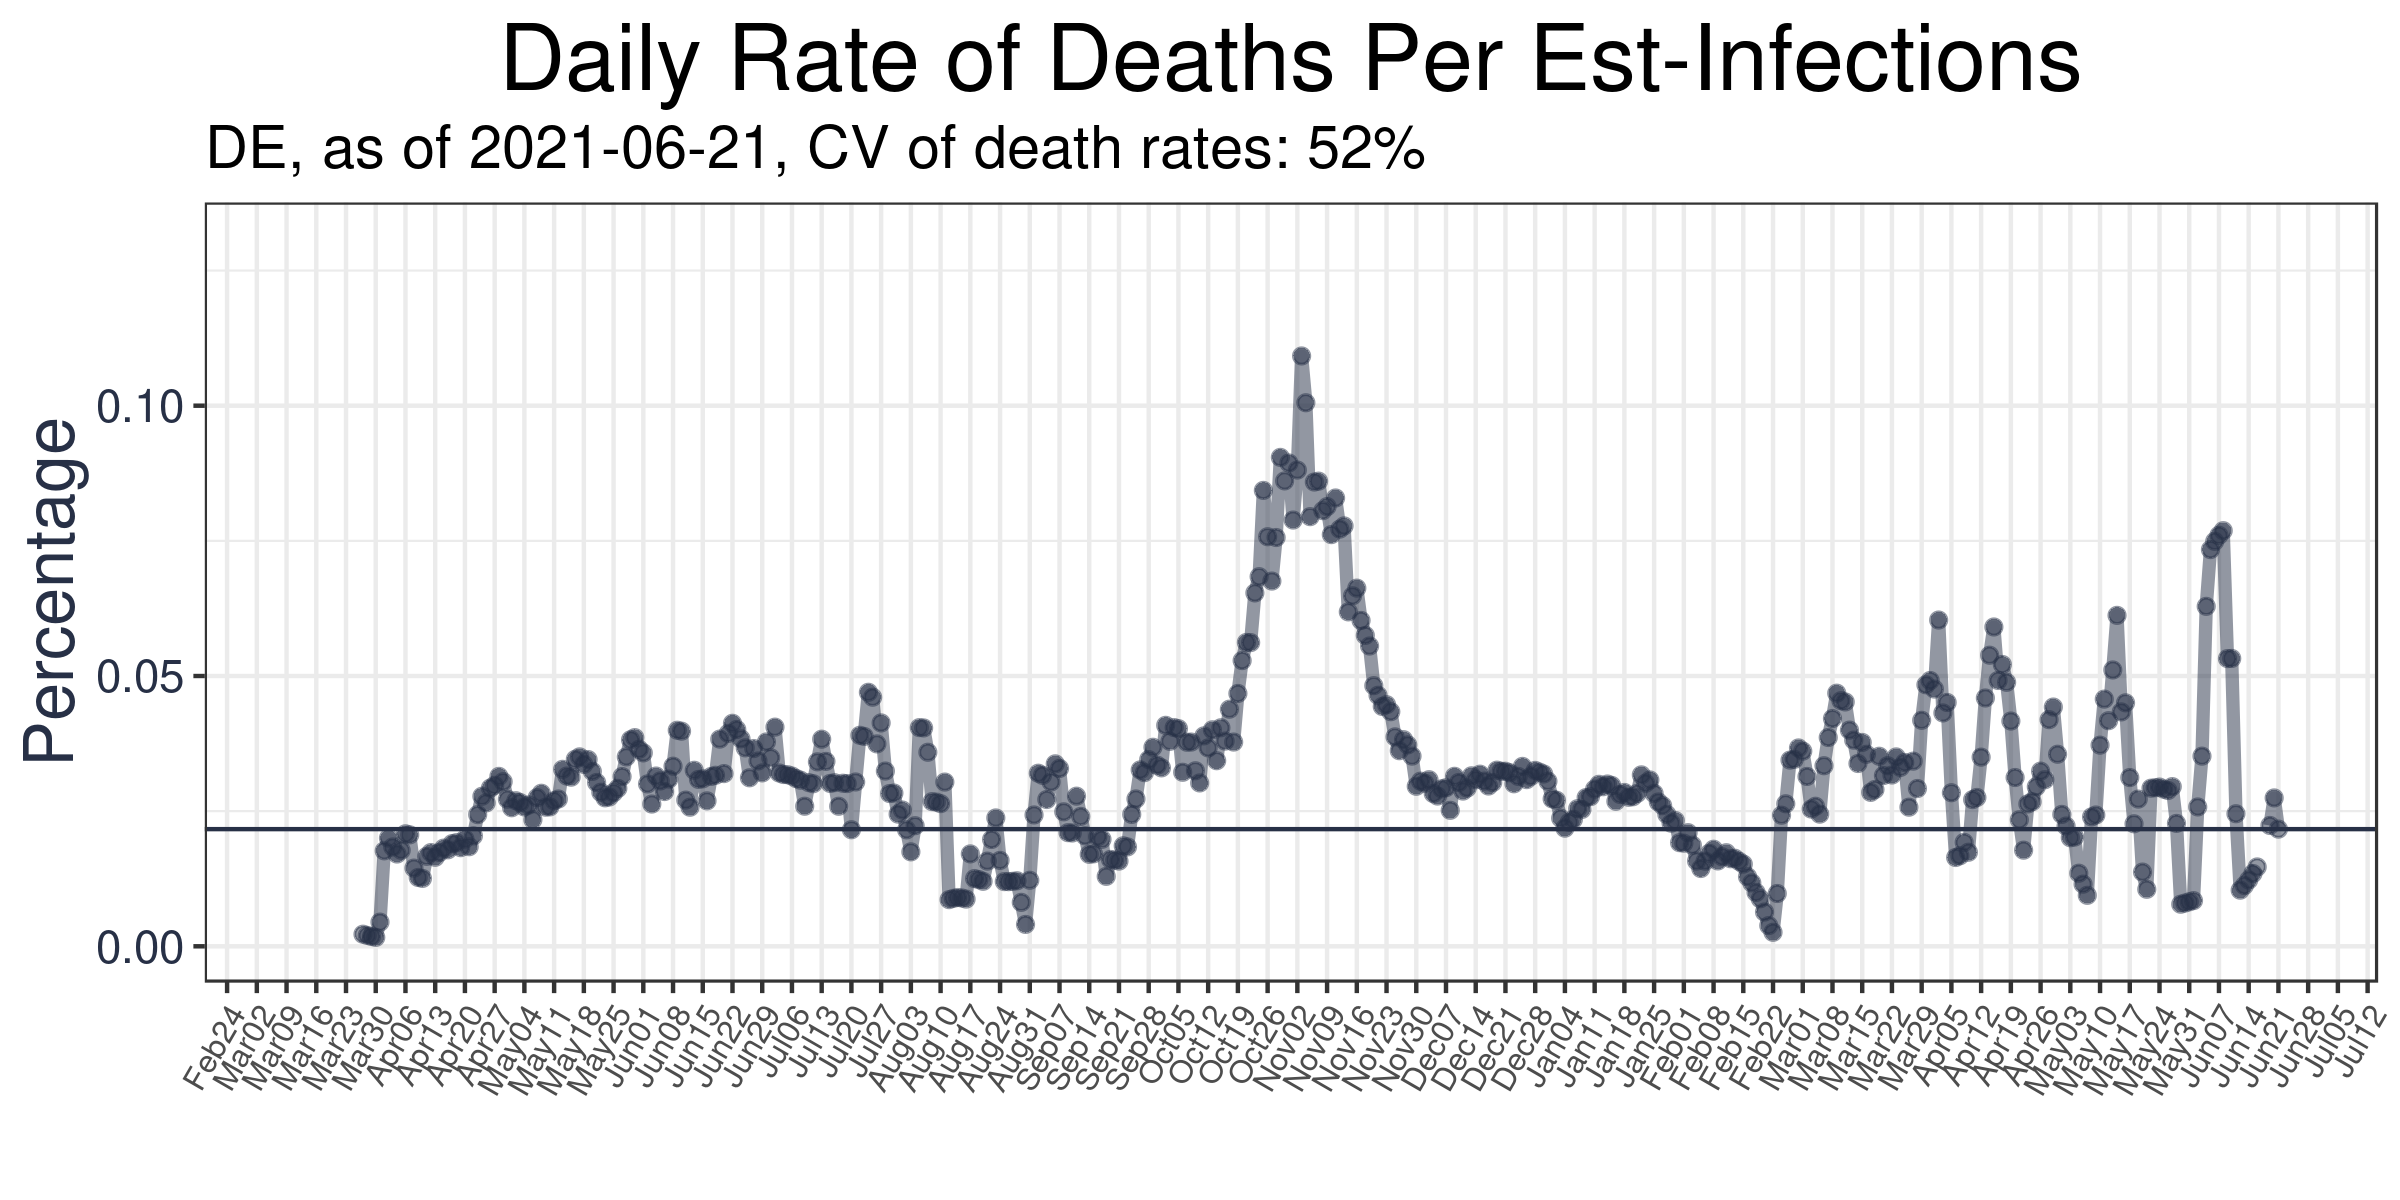 Daily Rate of Deaths Per Est-Infections
DE, as of 2021-06-21, CV of death rates: 52%
Percentage
0.10
0.05
0.00
Feb24
Mar02
Mar09
Mar16
Mar23
Mar30
Apr06
Apr13
Apr20
Apr27
May04
May11
May18
May25
Jun01
Jun08
Jun15
Jun22
Jun29
Jul06
Jul13
Jul20
Jul27
Aug03
Aug10
Aug17
Aug24
Aug31
Sep07
Sep14
Sep21
Sep28
Oct05
Oct12
Oct19
Oct26
Nov02
Nov09
Nov16
Nov23
Nov30
Dec07
Dec14
Dec21
Dec28
Jan04
Jan11
Jan18
Jan25
Feb01
Feb08
Feb15
Feb22
Mar01
Mar08
Mar15
Mar22
Mar29
Apr05
Apr12
Apr19
Apr26
May03
May10
May17
May24
May31
Jun07
Jun14
Jun21
Jun28
Jul05
Jul12